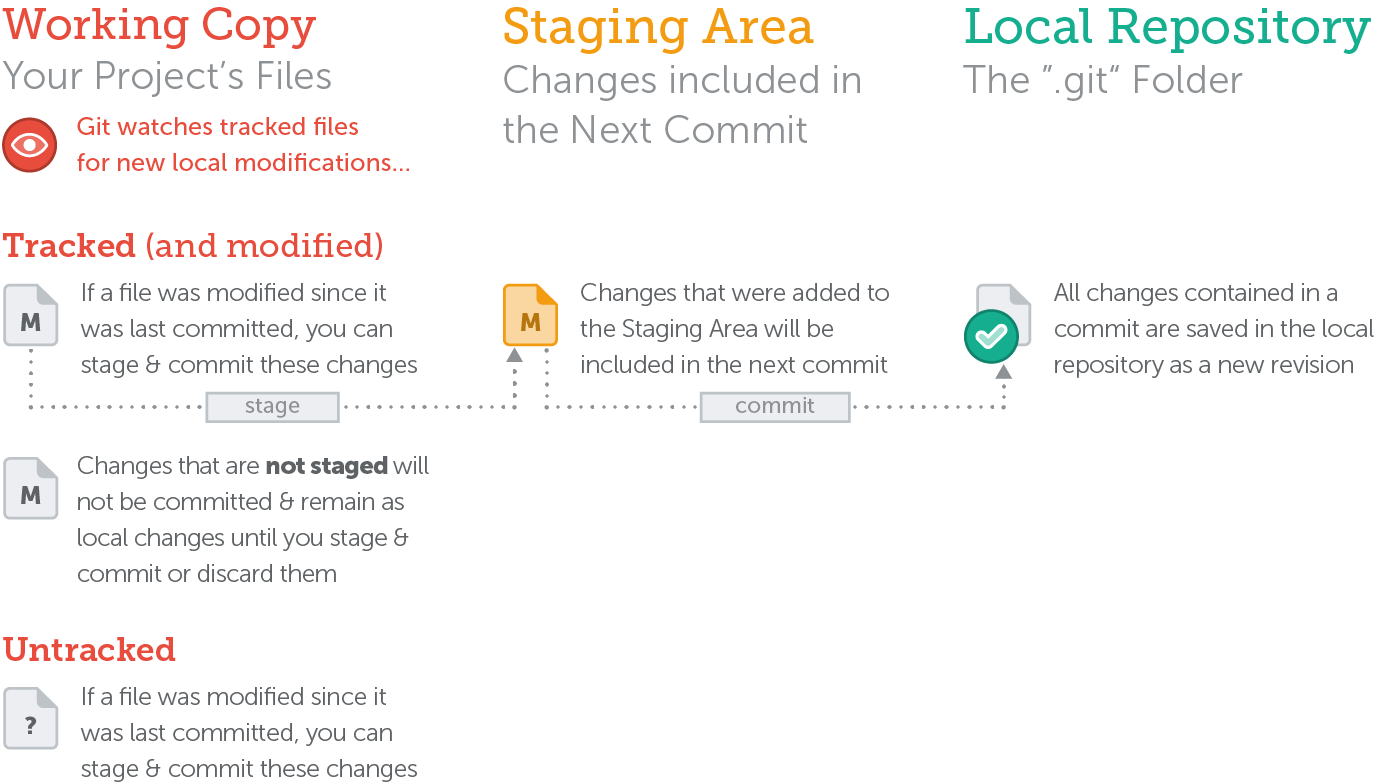 Working Copy
Your Project's Files
Git watches tracked files
for new local modifications...
Staging Area
Changes included in
the Next Commit
Local Repository
The ”.git“ Folder
Tracked (and modified)
M
If a file was modified since it
was last committed, you can
stage & commit these changes
stage
M
Changes that were added to
the Staging Area will be
included in the next commit
commit
All changes contained in a
commit are saved in the local
repository as a new revision
M
Changes that are not staged will
not be committed & remain as
local changes until you stage &
commit or discard them
Untracked
?
If a file was modified since it
was last committed, you can
stage & commit these changes